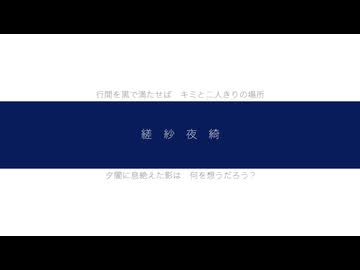 行間を黒で満たせば　キミと二人きりの場所
縒　紗　夜　綺
夕闇に息絶えた影は　何を想うだろう？